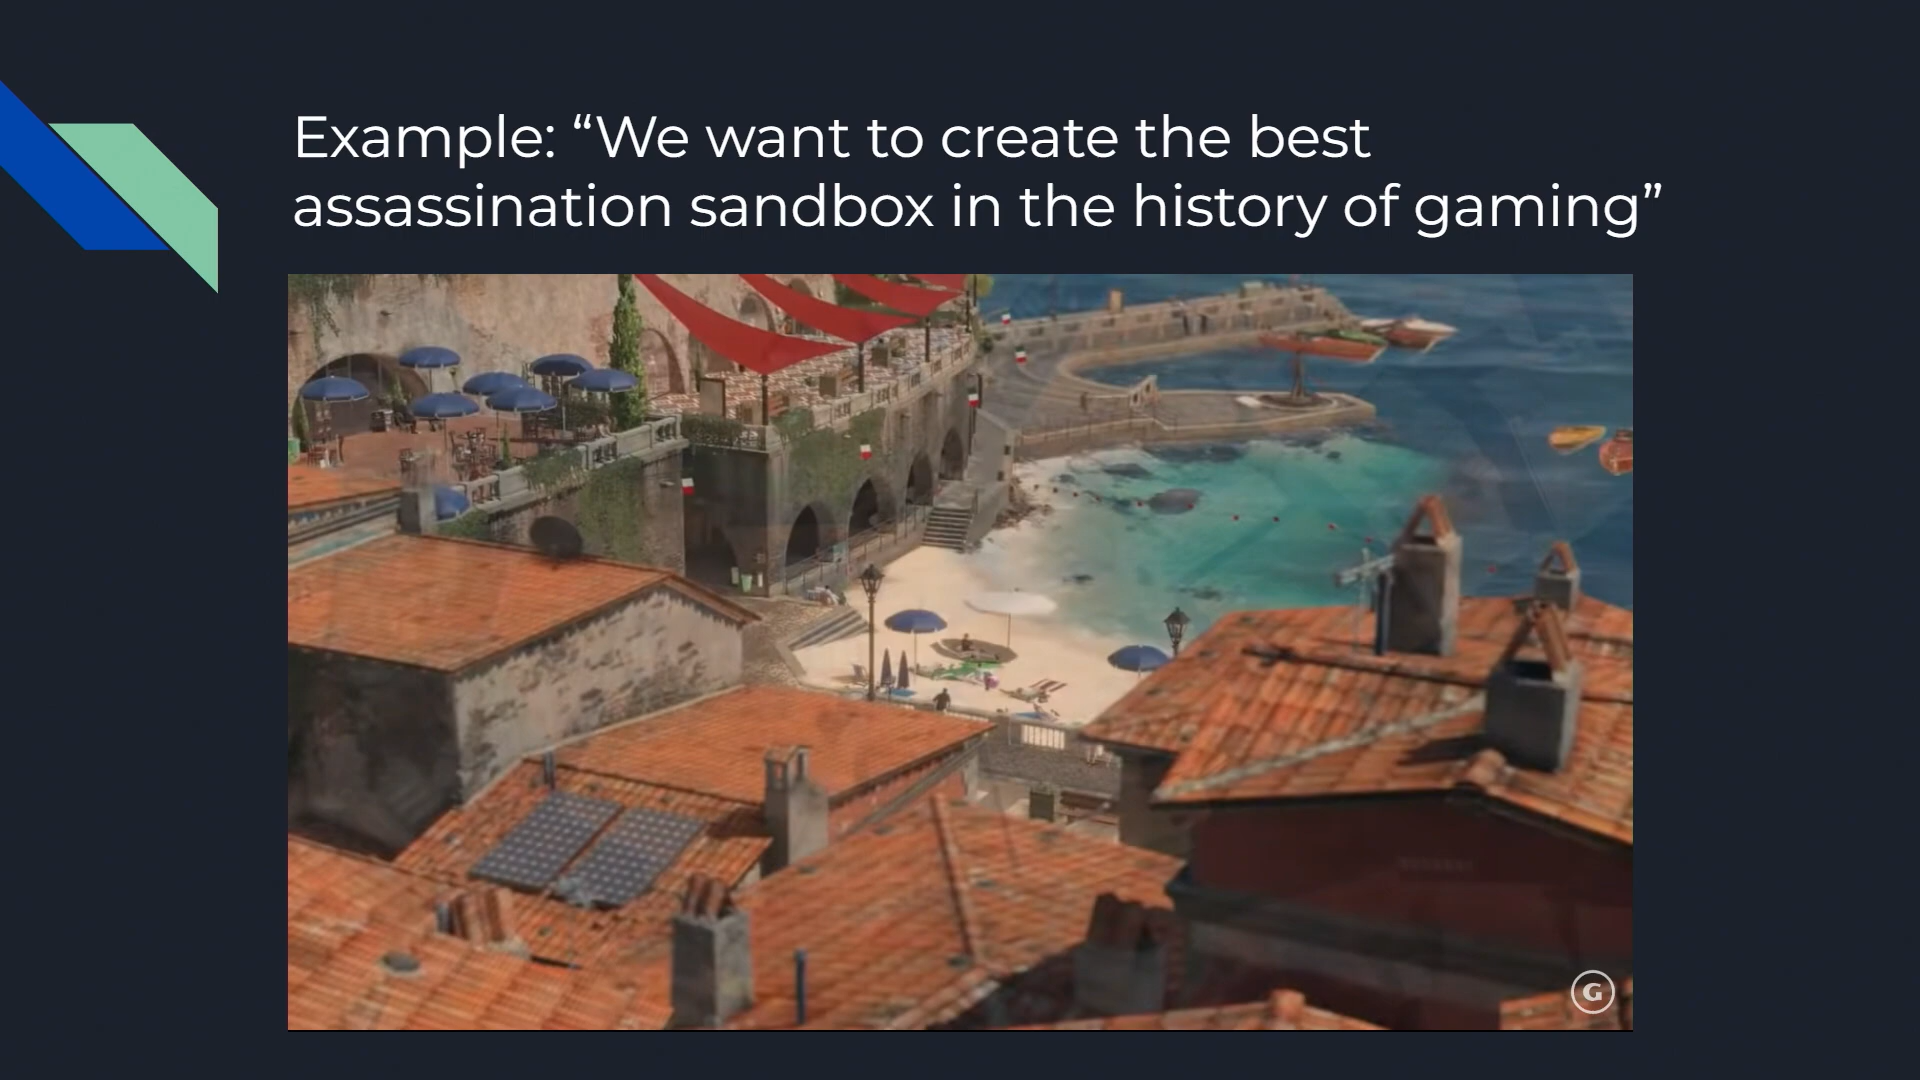 Example: “We want to create the best
assassination sandbox in the history of gaming”
G